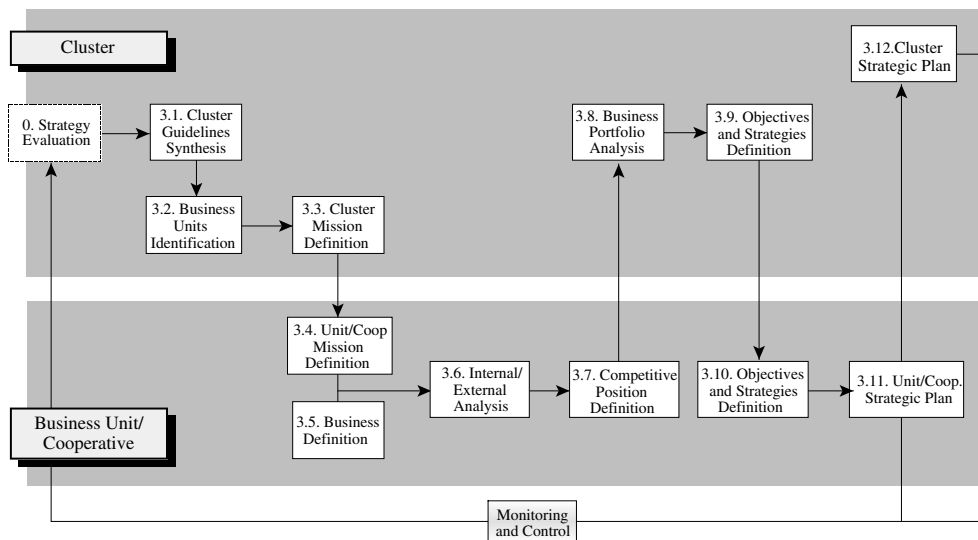 Cluster
3.12.Cluster
Strategic Plan
0. Strategy
Evaluation
3.1. Cluster
Guidelines
Synthesis
3.8. Business
Portfolio
Analysis
3.9. Objectives
and Strategies
Definition
3.2. Business
Units
Identification
3.3. Cluster
Mission
Definition
3.4. Unit/Coop
Mission
Definition
3.5. Business
Definition
3.6. Internal/
External
Analysis
3.7. Competitive
Position
Definition
3.10. Objectives
and Strategies
Definition
3.11. Unit/Coop.
Strategic Plan
Business Unit/
Cooperative
Monitoring
and Control